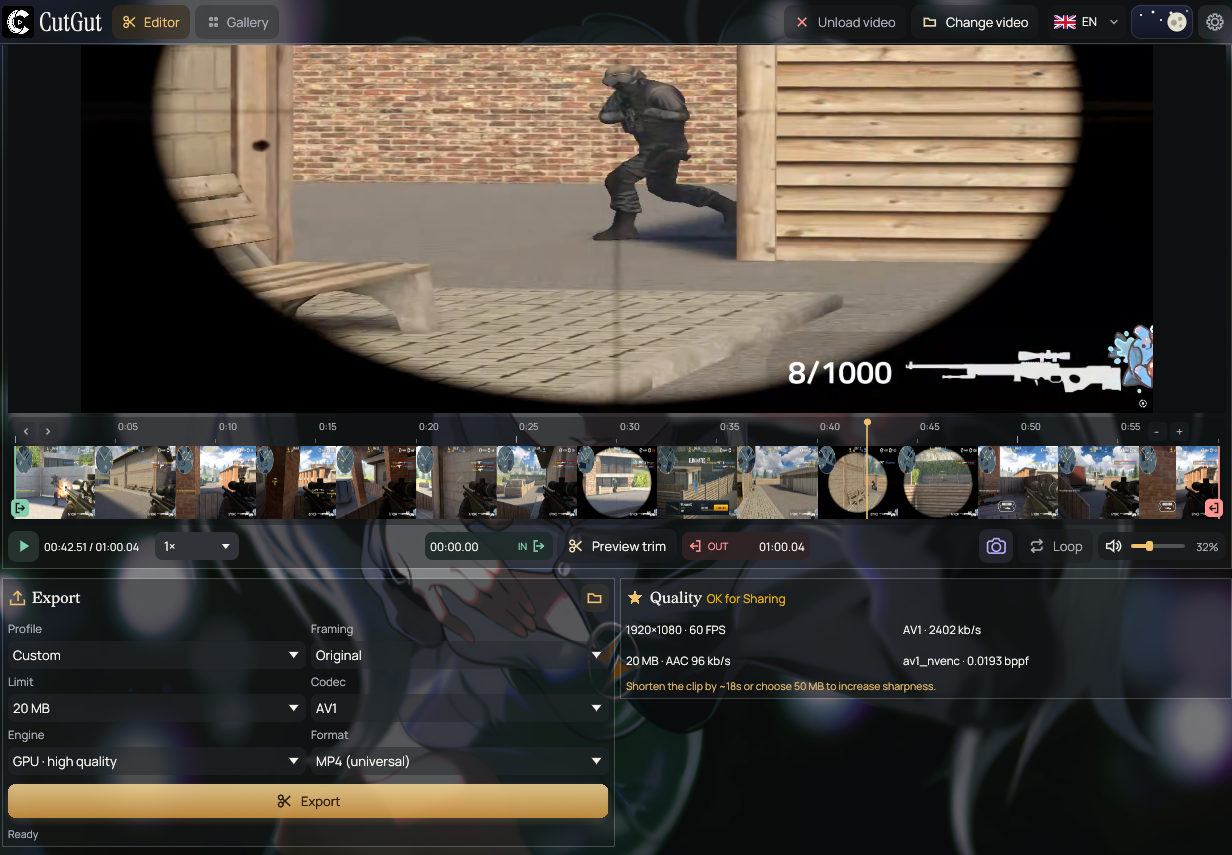 CutGut
Editor
Gallery
Unload video
Change video
EN
8/1000
0:05 0:10 0:15 0:20 0:25 0:30 0:35 0:40 0:45 0:50 0:55 - +
00:42.51 / 01:00.04
1×
00:00.00 IN
Preview trim
OUT 01:00.04
Loop
32%
Export
Profile
Framing
Custom
Original
Limit
Codec
20 MB
AV1
Engine
Format
GPU · high quality
MP4 (universal)
Export
Ready
Quality OK for Sharing
1920×1080 · 60 FPS
AV1 · 2402 kb/s
20 MB · AAC 96 kb/s
av1_nvenc · 0.0193 bppf
Shorten the clip by ~18s or choose 50 MB to increase sharpness.